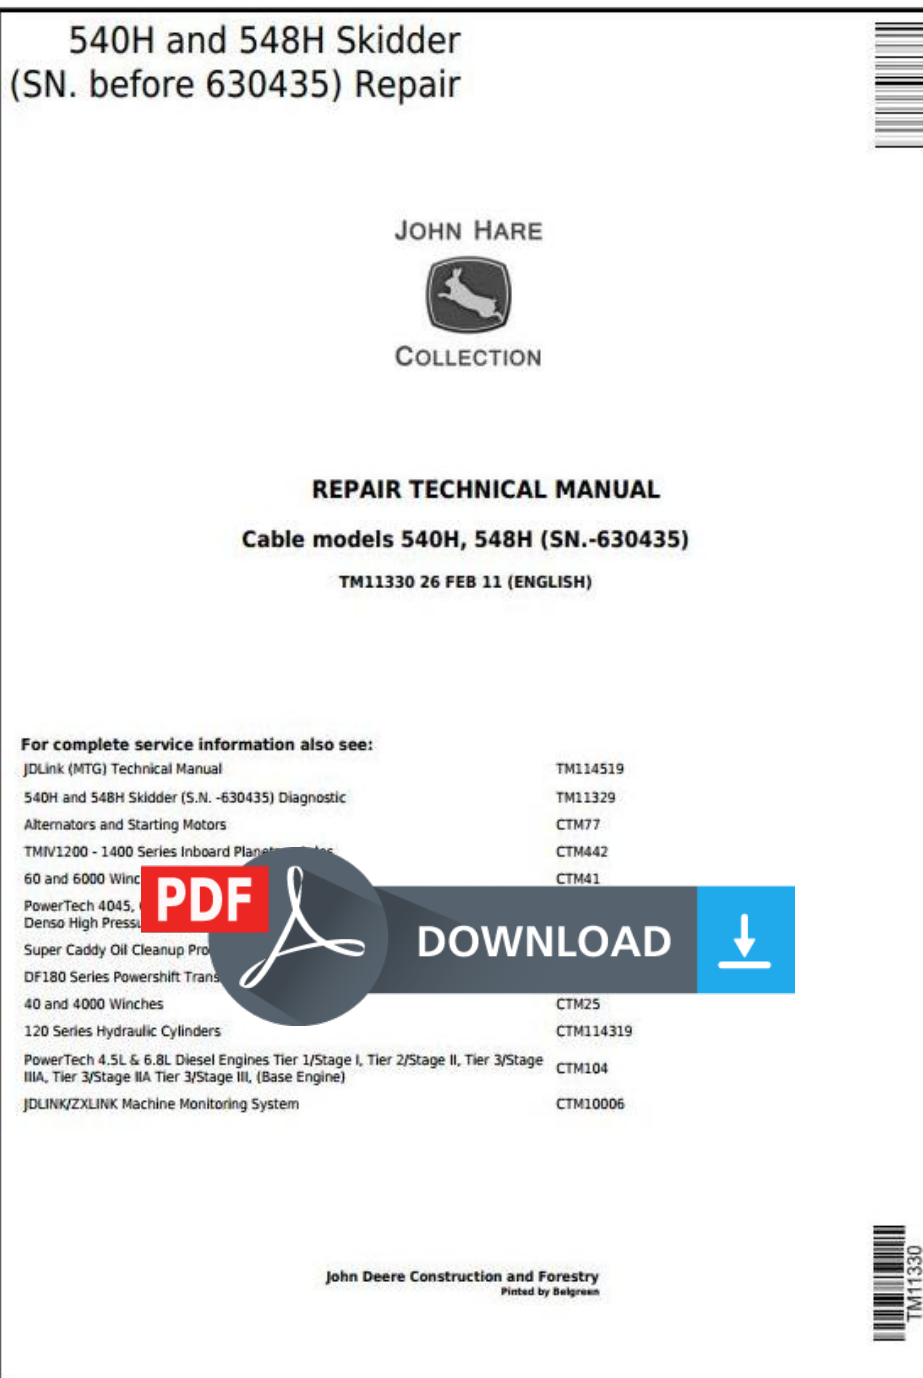 540H and 548H Skidder
(SN. before 630435) Repair
JOHN HARE
COLLECTION
REPAIR TECHNICAL MANUAL
Cable models 540H, 548H (SN.-630435)
TM11330 26 FEB 11 (ENGLISH)
For complete service information also see:
JDLink (MTG) Technical Manual TM114519
540H and 548H Skidder (S.N. -630435) Diagnostic TM11329
Alternators and Starting Motors CTM77
TMIV1200 - 1400 Series Inboard CTM442
60 and 6000 CTM41
PowerTech 4045,
Denso High
Super Caddy Oil Cleanup
DF180 Series Powershift
40 and 4000 Winches CTM25
120 Series Hydraulic Cylinders CTM114319
PowerTech 4.5L & 6.8L Diesel Engines Tier 1/Stage I, Tier 2/Stage II, Tier 3/Stage
IIIA, Tier 3/Stage IIA Tier 3/Stage III, (Base Engine) CTM104
JDLINK/ZXLINK Machine Monitoring System CTM10006
PDF
DOWNLOAD
John Deere Construction and Forestry
Pinted by Belgreen
TM11330